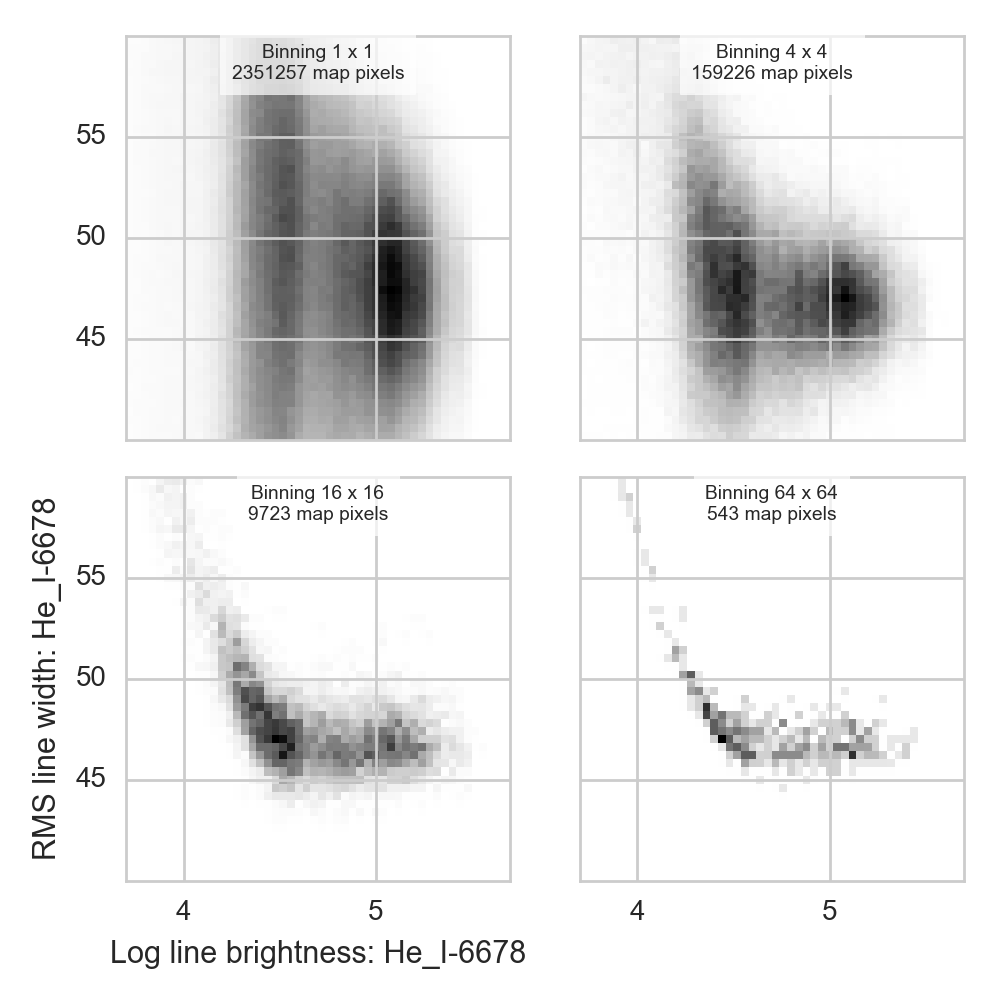 Binning 1 x 1
2351257 map pixels
Binning 4 x 4
159226 map pixels
55
50
45
Binning 16 x 16
9723 map pixels
Binning 64 x 64
543 map pixels
55
50
45
RMS line width: He_I-6678
4
5
4
5
Log line brightness: He_I-6678